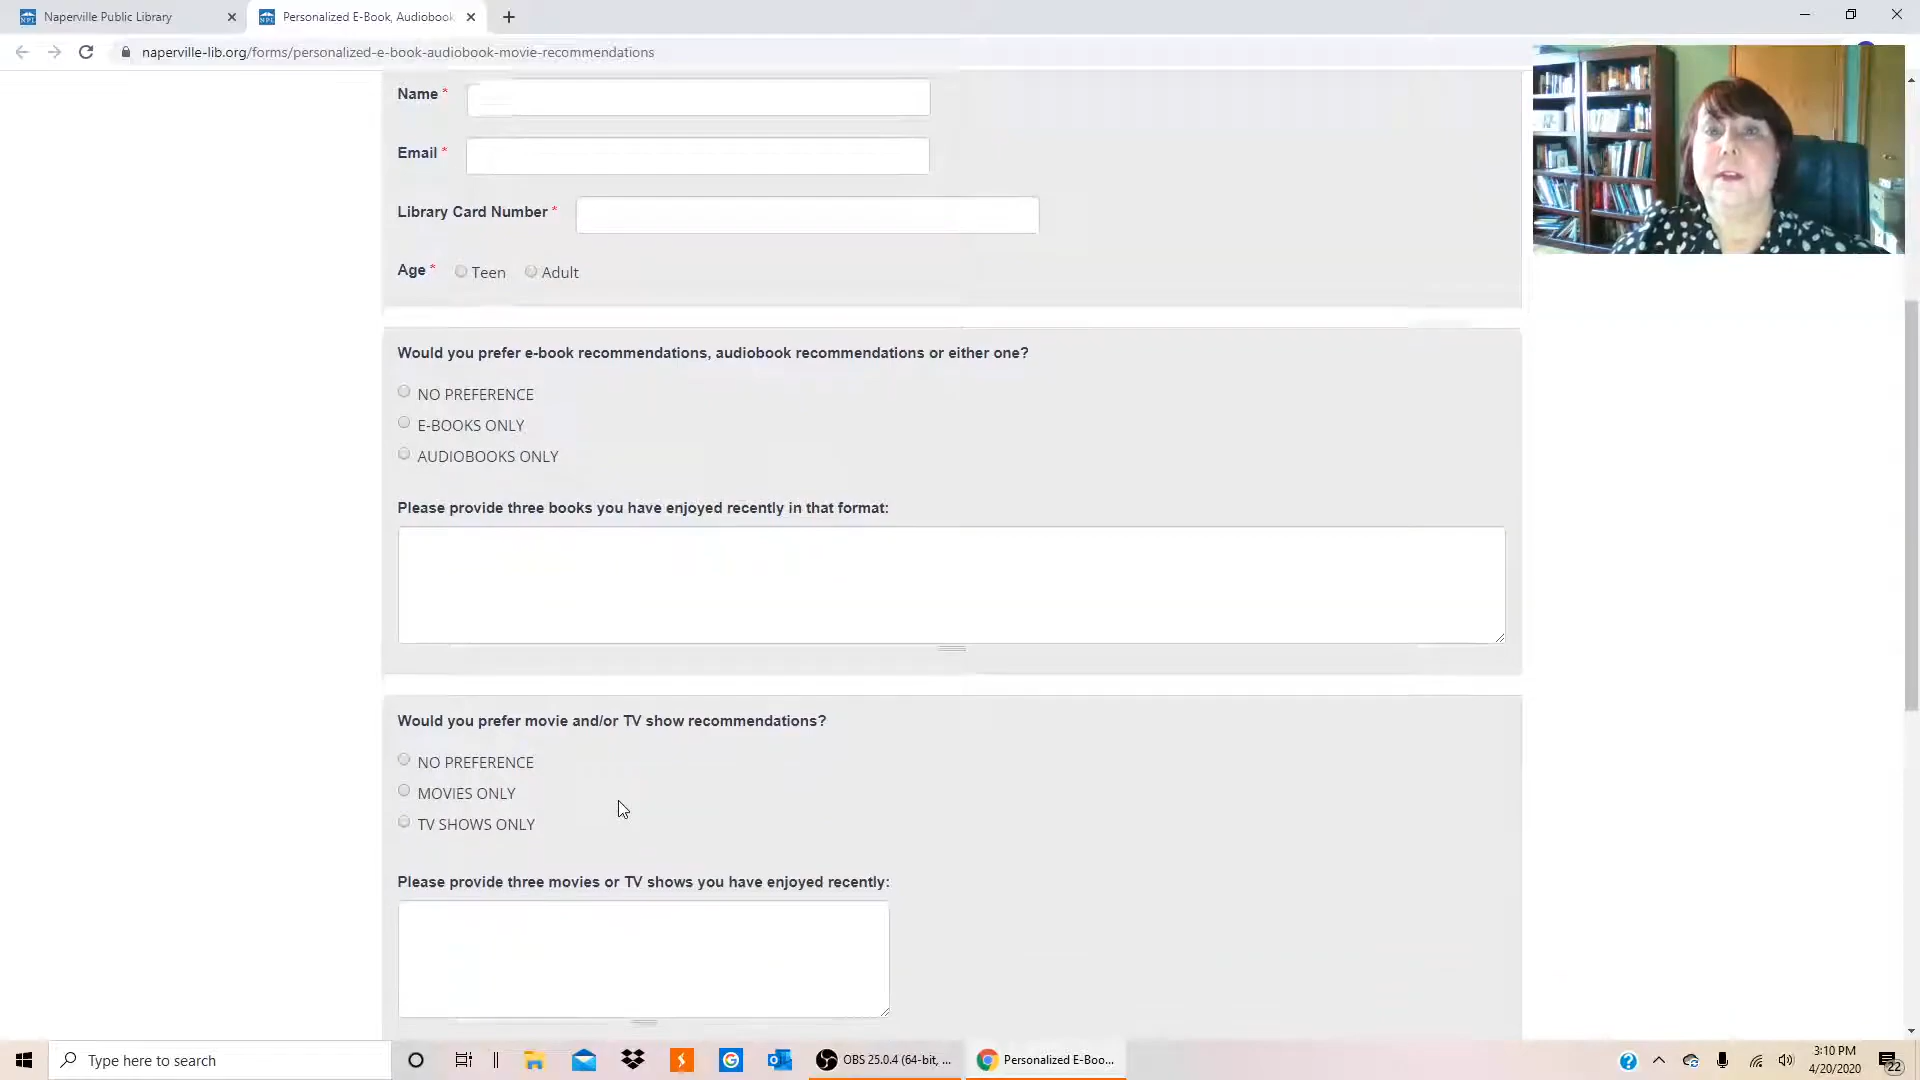 Naperville Public Library
Personalized E-Book, Audiobook
naperville-lib.org/forms/personalized-e-book-audiobook-movie-recommendations
Name *
Email *
Library Card Number *
Age * Teen Adult
Would you prefer e-book recommendations, audiobook recommendations or either one?
NO PREFERENCE
E-BOOKS ONLY
AUDIOBOOKS ONLY
Please provide three books you have enjoyed recently in that format:
Would you prefer movie and/or TV show recommendations?
NO PREFERENCE
MOVIES ONLY
TV SHOWS ONLY
Please provide three movies or TV shows you have enjoyed recently:
Type here to search
OBS 25.0.4 (64-bit, ...
Personalized E-Boo...
3:10 PM
4/20/2020
22